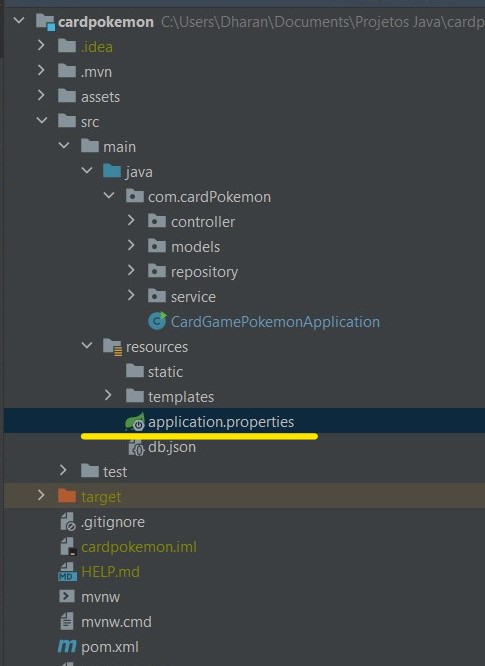 cardpokemon C:\Users\Dharan\Documents\Projetos Java\cardp
.idea
.mvn
assets
src
main
java
com.cardPokemon
controller
models
repository
service
CardGamePokemonApplication
resources
static
templates
application.properties
db.json
test
target
.gitignore
cardpokemon.iml
HELP.md
mvnw
mvnw.cmd
pom.xml